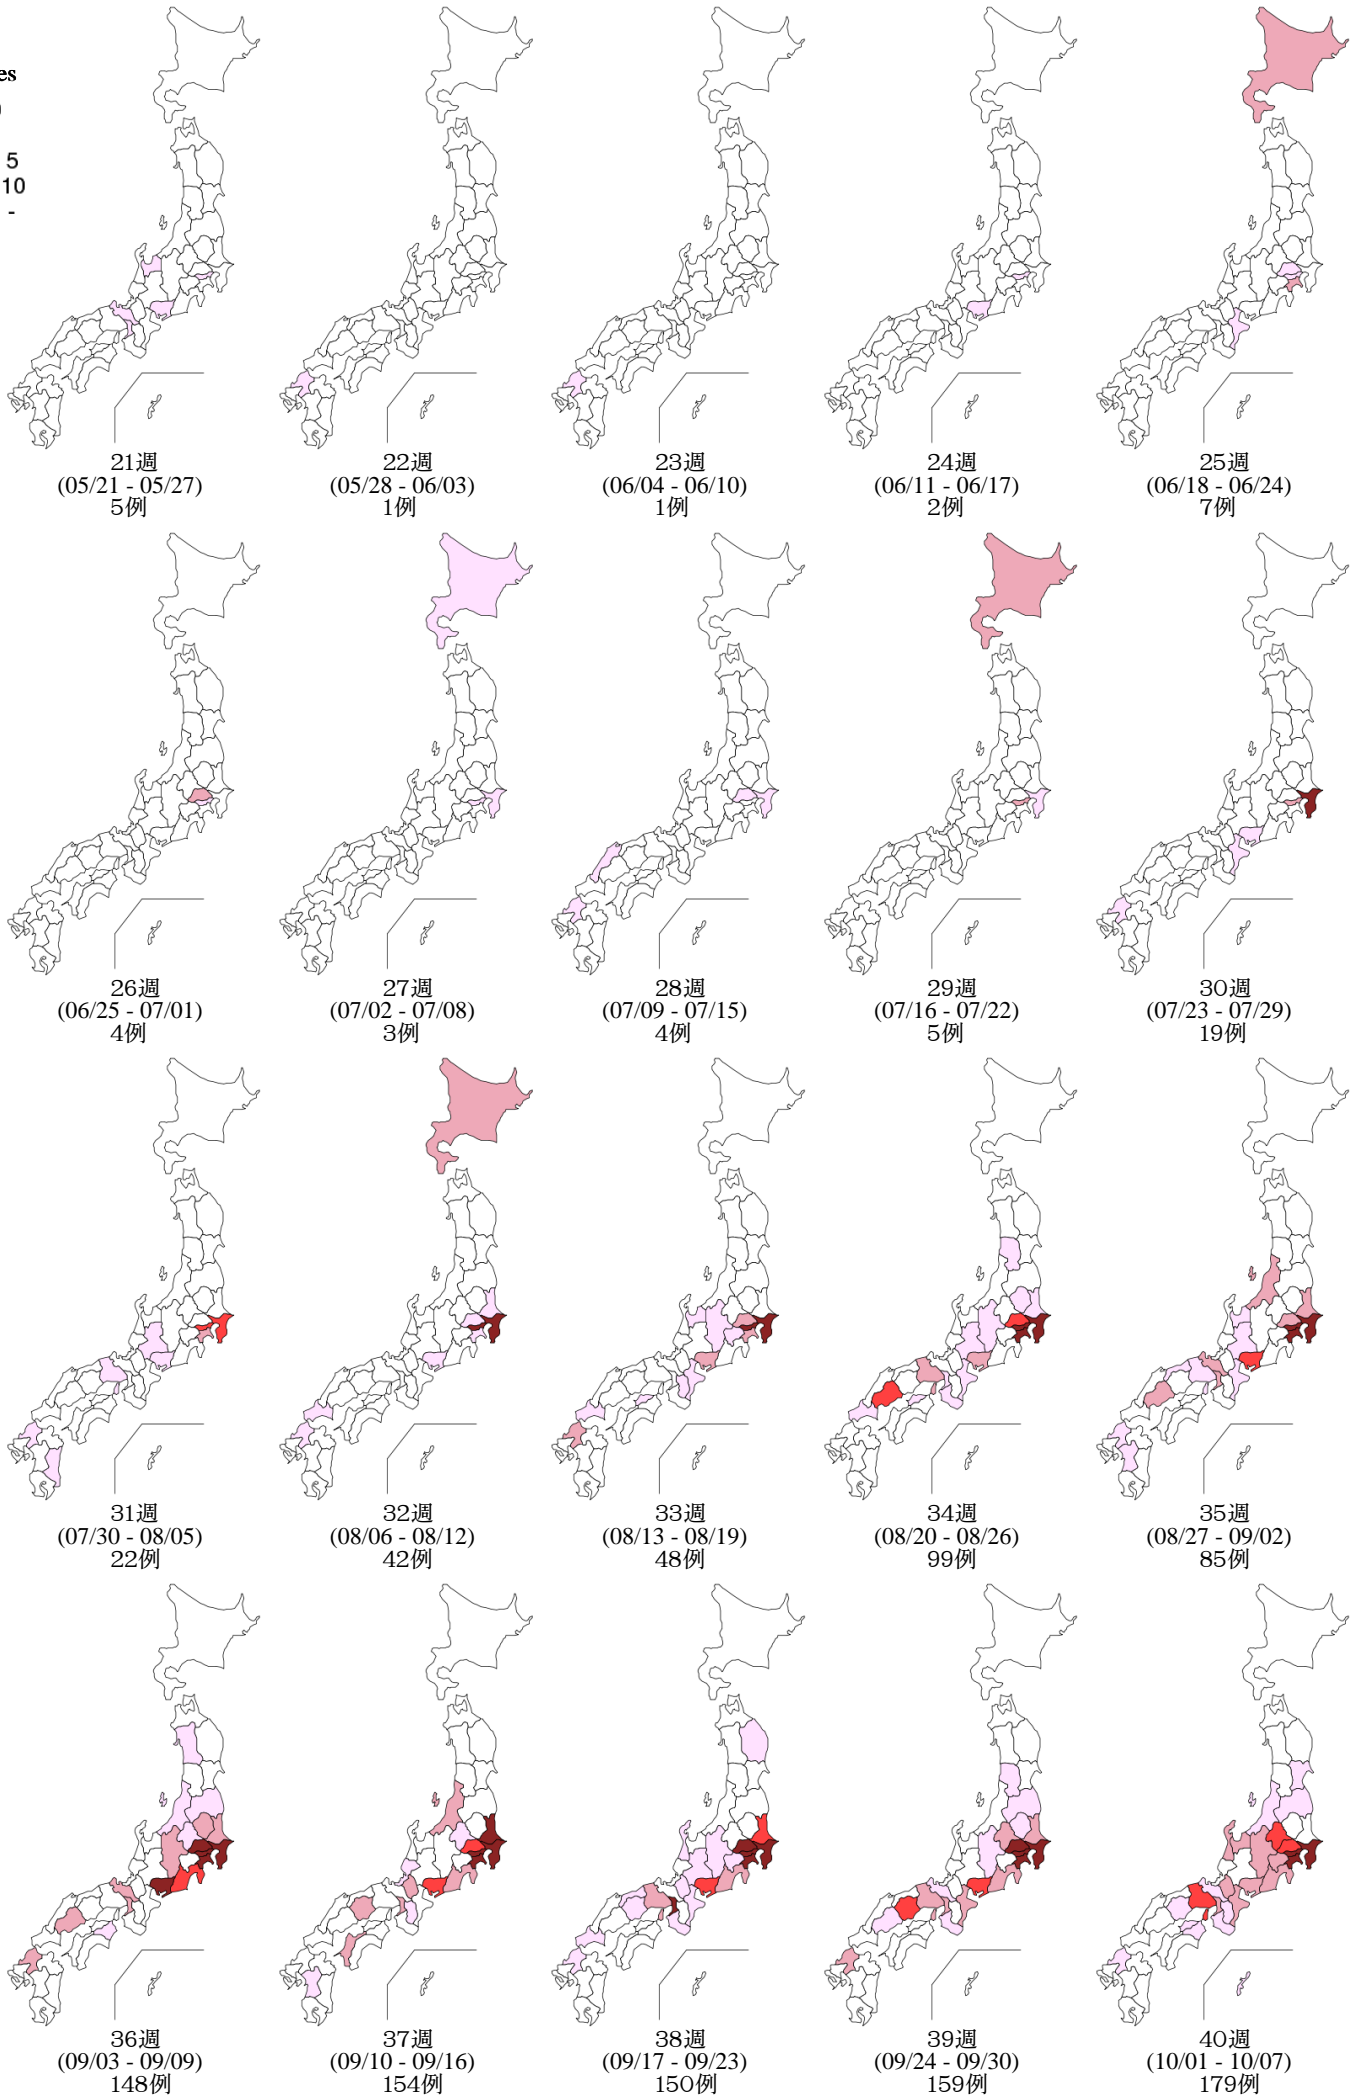 5
10
-
21週
(05/21 - 05/27)
5例
22週
(05/28 - 06/03)
1例
23週
(06/04 - 06/10)
1例
24週
(06/11 - 06/17)
2例
25週
(06/18 - 06/24)
7例
26週
(06/25 - 07/01)
4例
27週
(07/02 - 07/08)
3例
28週
(07/09 - 07/15)
4例
29週
(07/16 - 07/22)
5例
30週
(07/23 - 07/29)
19例
31週
(07/30 - 08/05)
22例
32週
(08/06 - 08/12)
42例
33週
(08/13 - 08/19)
48例
34週
(08/20 - 08/26)
99例
35週
(08/27 - 09/02)
85例
36週
(09/03 - 09/09)
148例
37週
(09/10 - 09/16)
154例
38週
(09/17 - 09/23)
150例
39週
(09/24 - 09/30)
159例
40週
(10/01 - 10/07)
179例